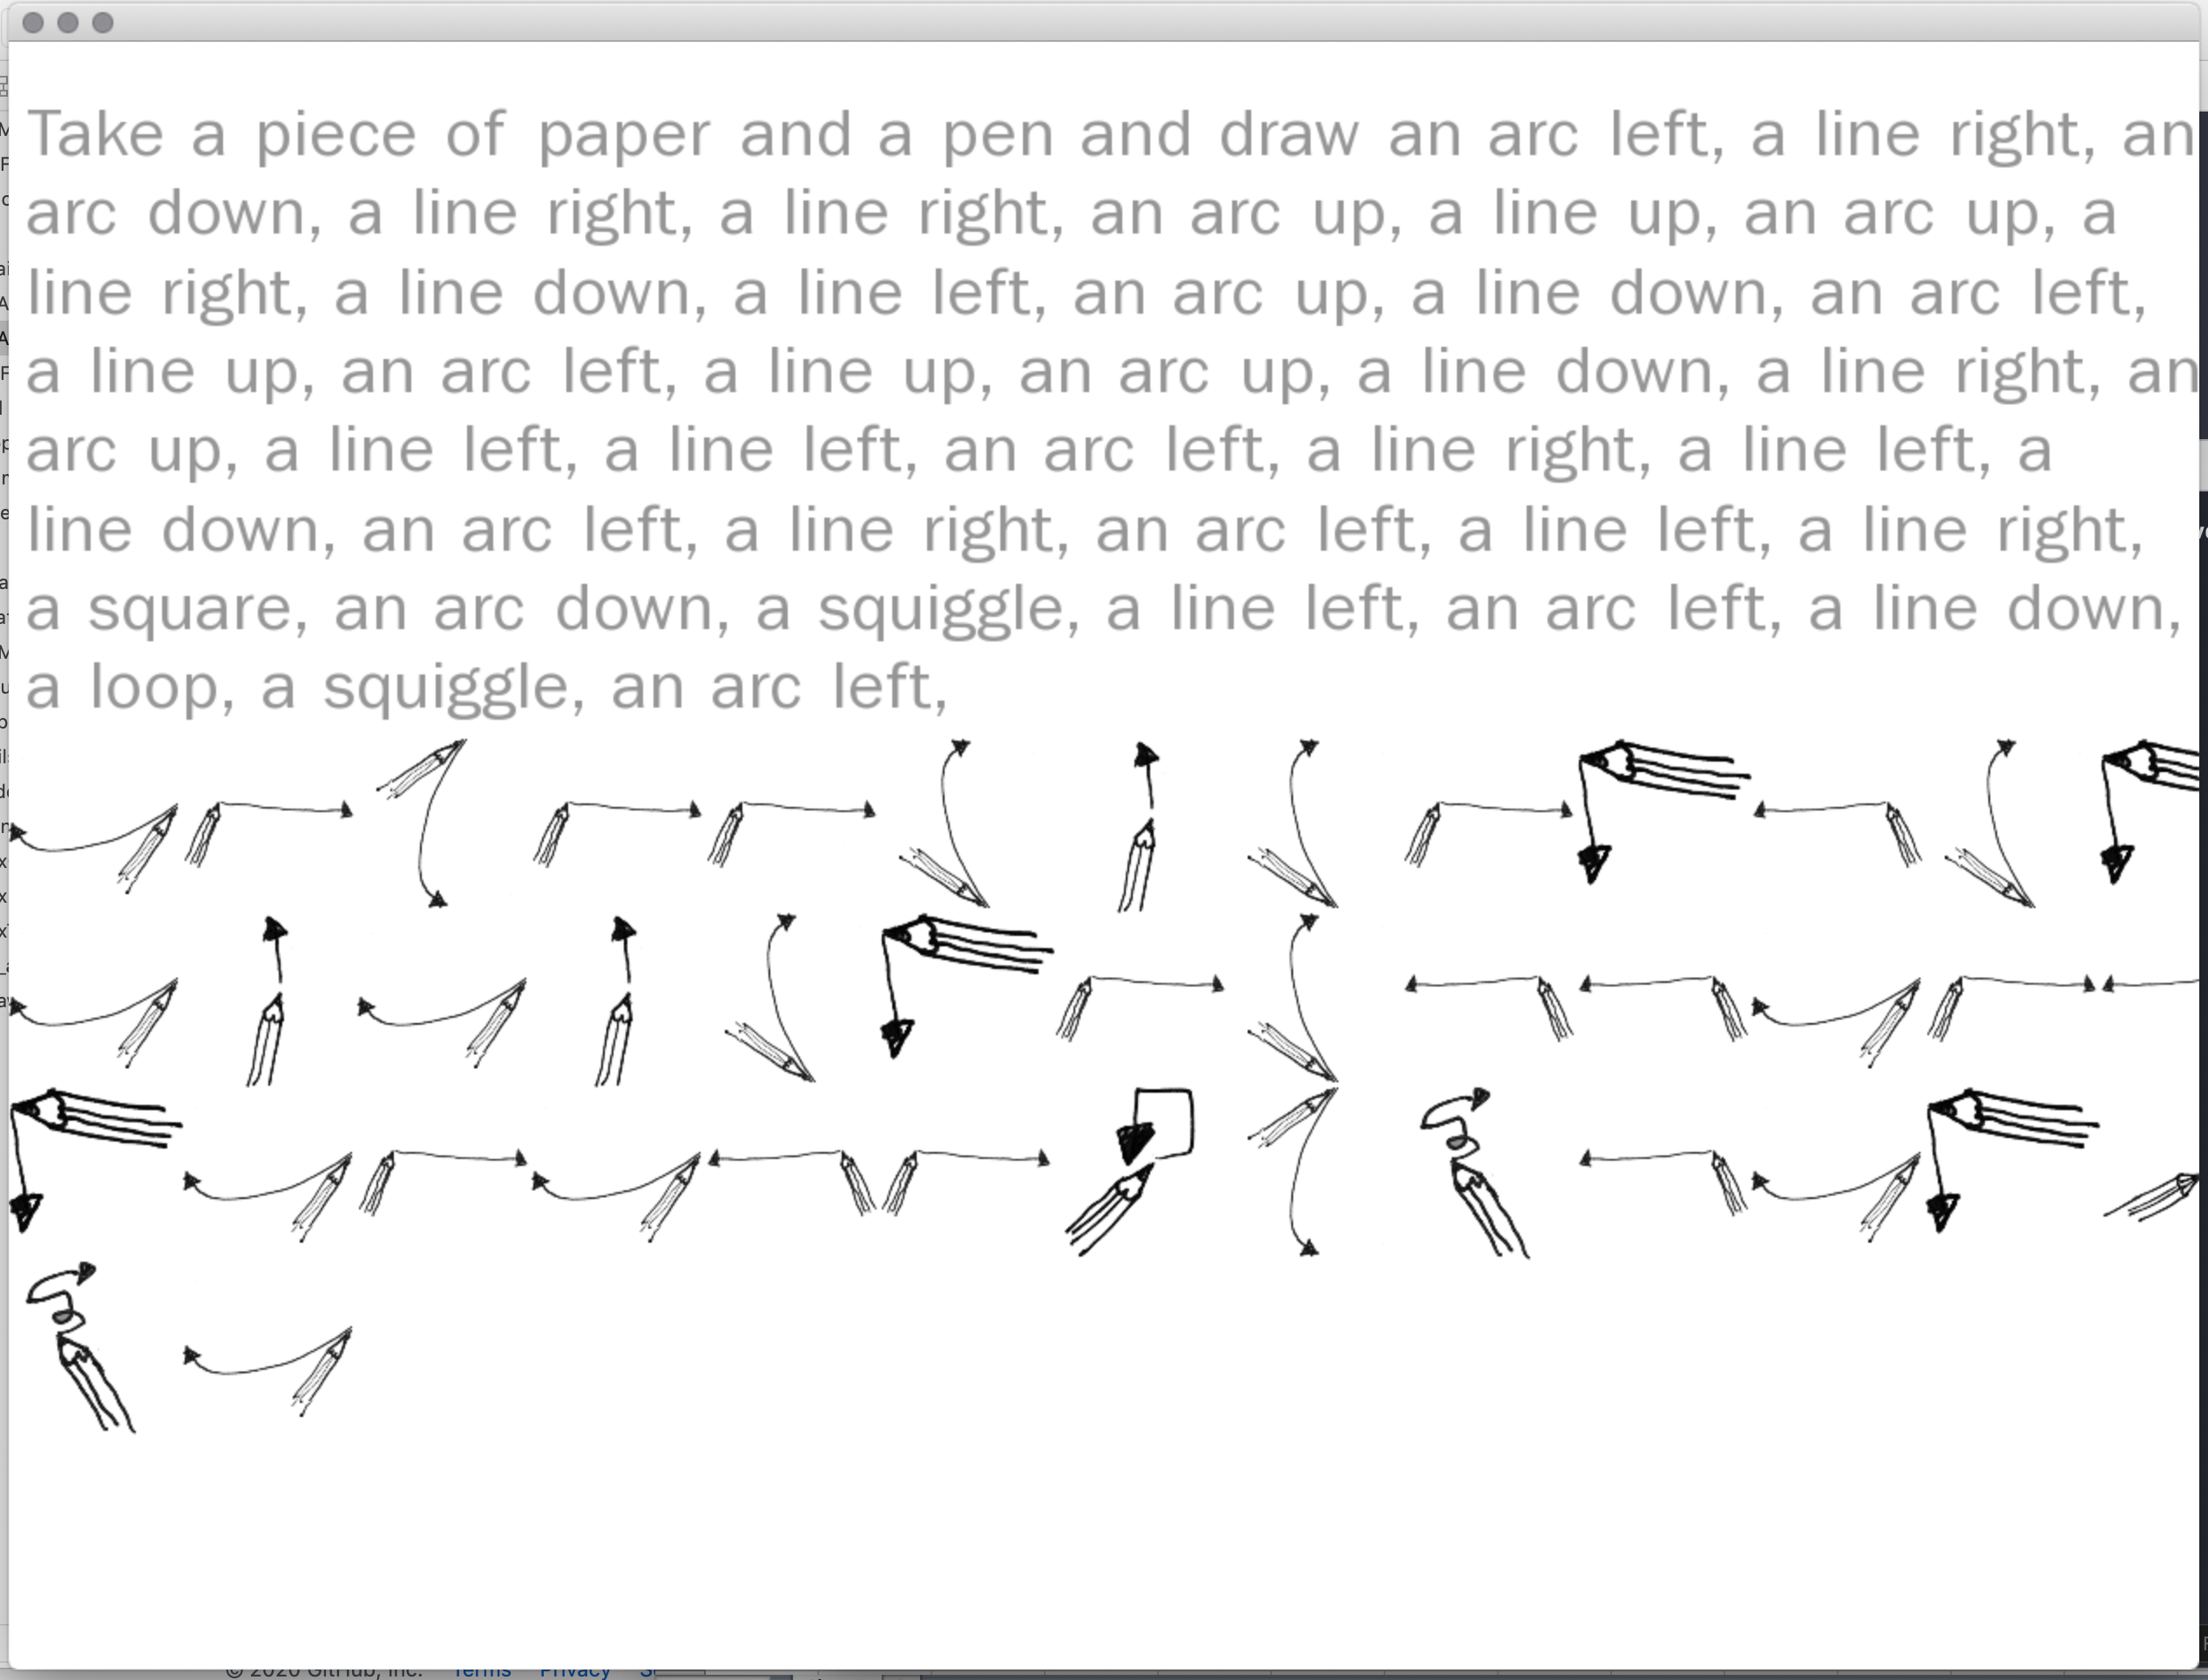 Take a piece of paper and a pen and draw an arc left, a line right, an
arc down, a line right, a line right, an arc up, a line up, an arc up, a
line right, a line down, a line left, an arc up, a line down, an arc left,
a line up, an arc left, a line up, an arc up, a line down, a line right, an
arc up, a line left, a line left, an arc left, a line right, a line left, a
line down, an arc left, a line right, an arc left, a line left, a line right,
a square, an arc down, a squiggle, a line left, an arc left, a line down,
a loop, a squiggle, an arc left,
© 2020 GitHub, Inc. Terms Privacy